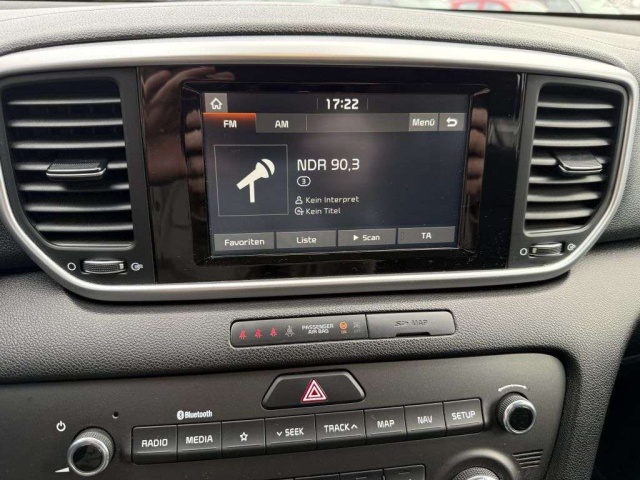 17:22
FM AM Menü
NDR 90,3
3
Kein Interpret
Kein Titel
Favoriten Liste Scan TA
PASSENGER
AIR BAG
MAP
Bluetooth
RADIO MEDIA SEEK TRACK MAP NAV SETUP